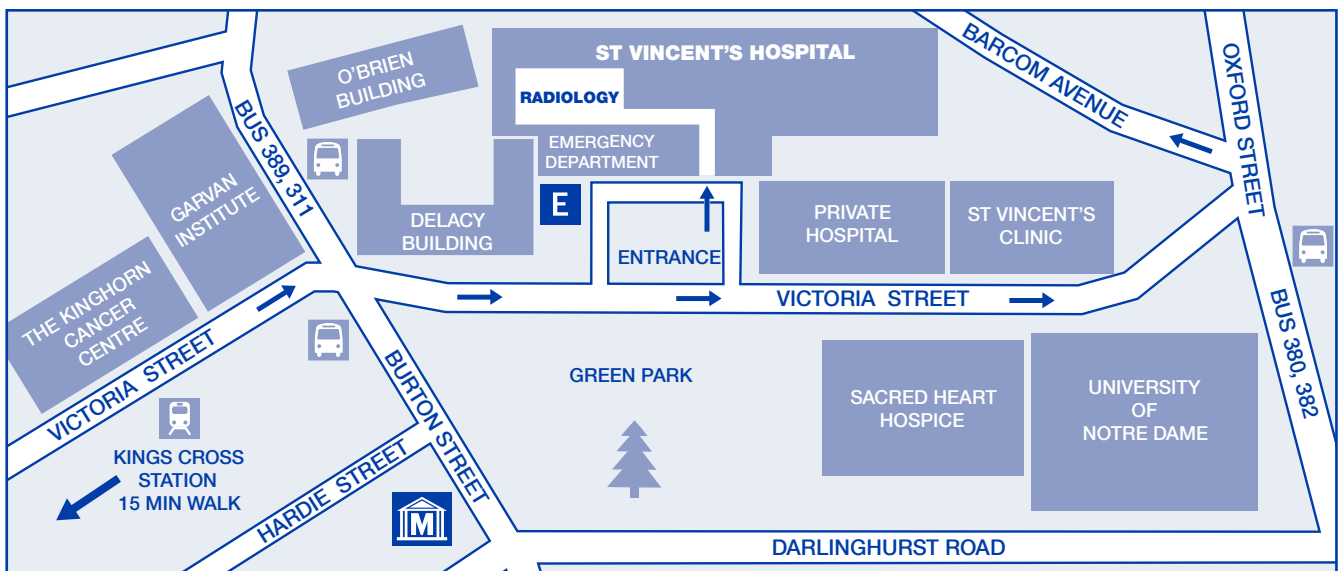 ST VINCENT'S HOSPITAL
BARCOM AVENUE
OXFORD STREET
O'BRIEN
BUILDING
RADIOLOGY
BUS 389, 311
EMERGENCY
DEPARTMENT
GARVAN
INSTITUTE
E
DELACY
BUILDING
ENTRANCE
PRIVATE
HOSPITAL
ST VINCENT'S
CLINIC
THE KINGHORN
CANCER
CENTRE
VICTORIA STREET
VICTORIA STREET
BUS 380, 382
BURTON STREET
GREEN PARK
SACRED HEART
HOSPICE
UNIVERSITY
OF
NOTRE DAME
KINGS CROSS
STATION
15 MIN WALK
HARDIE STREET
M
DARLINGHURST ROAD